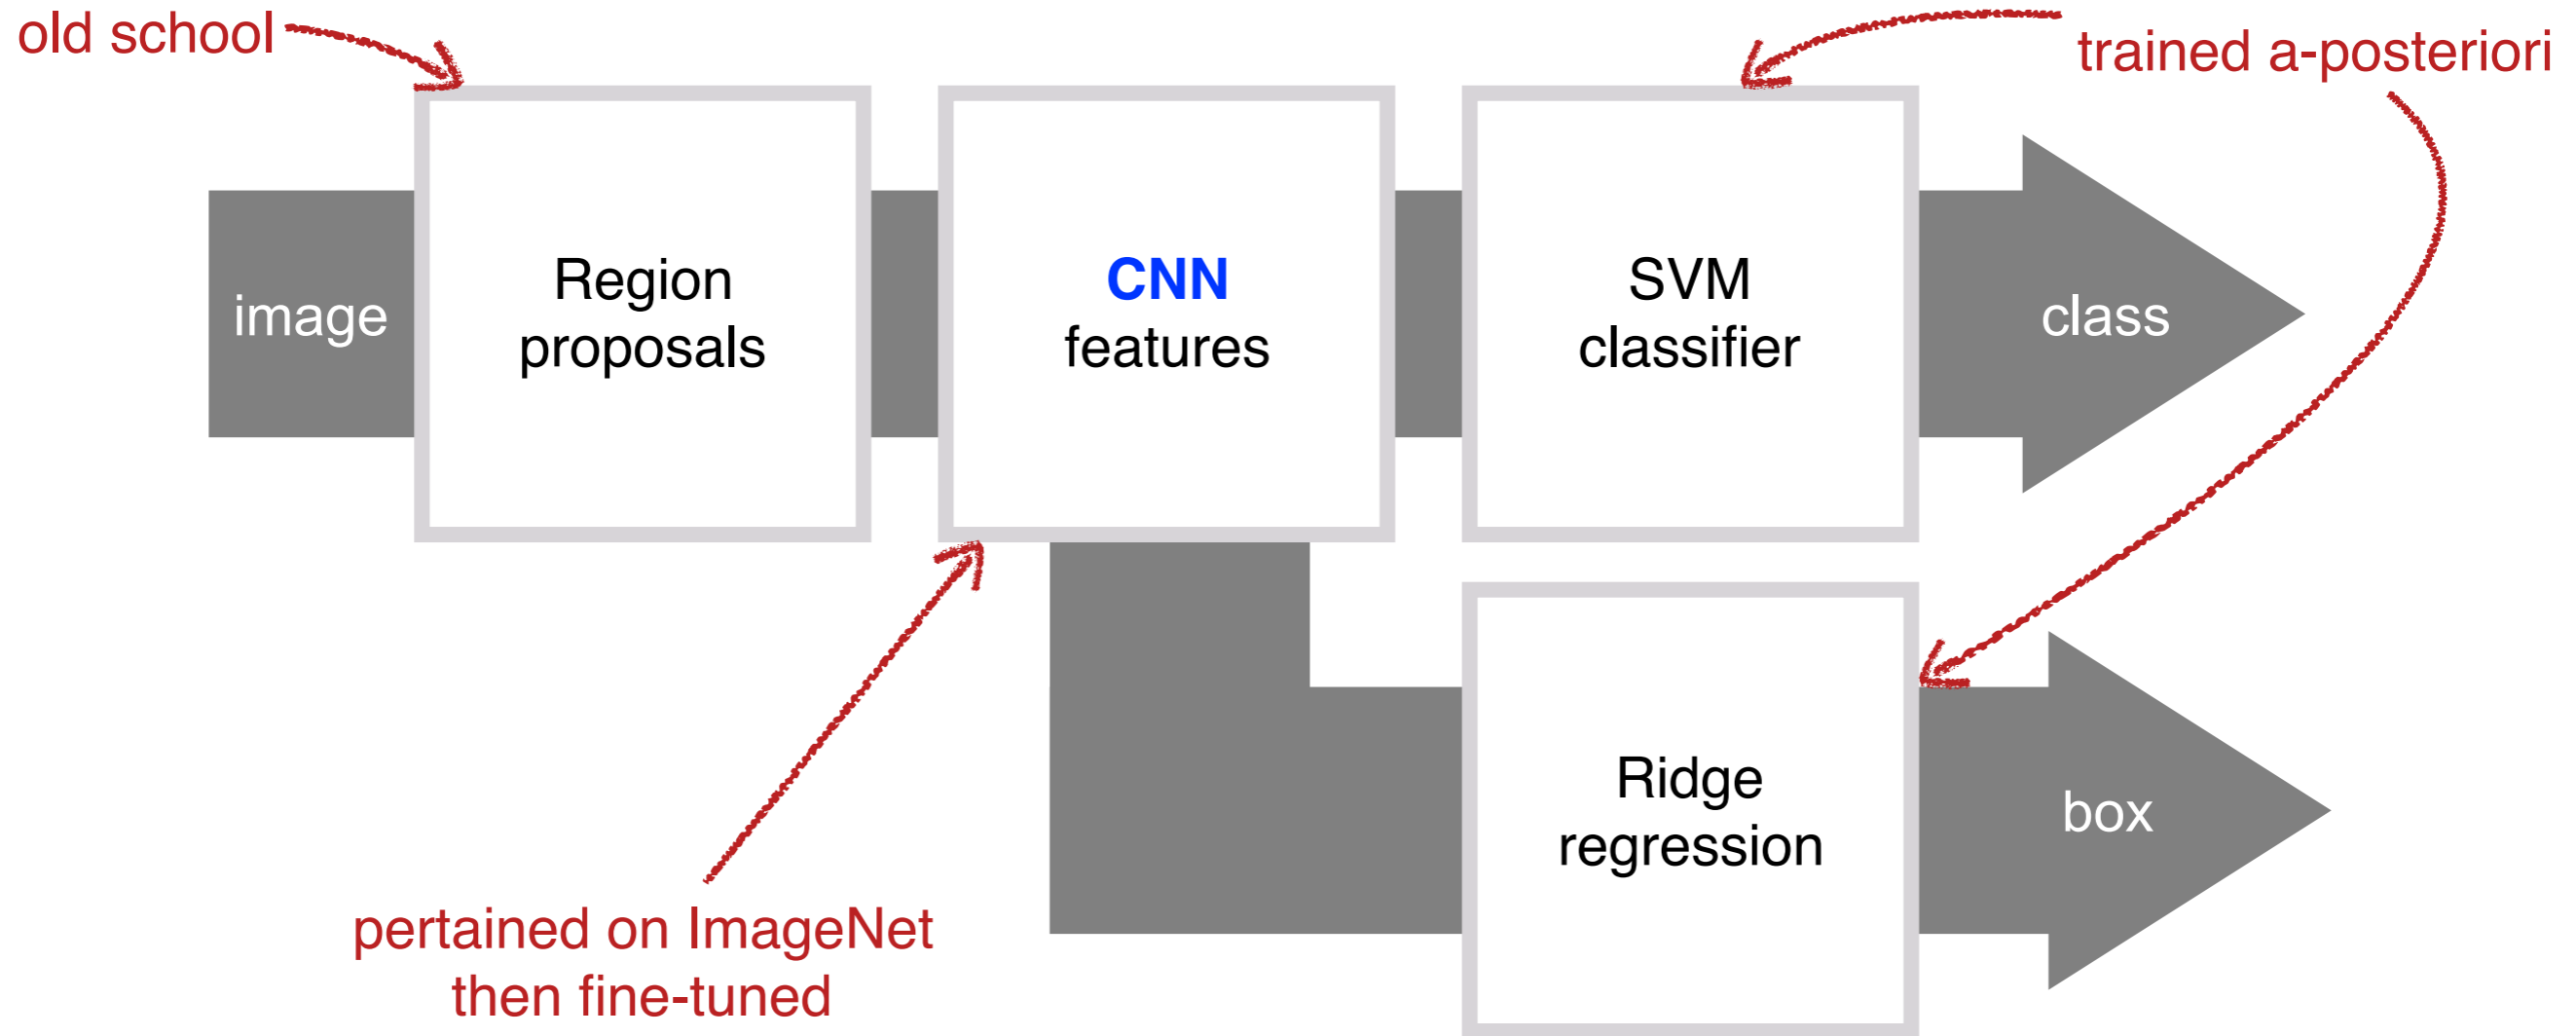 old school
trained a-posteriori
image
Region
proposals
CNN
features
SVM
classifier
class
Ridge
regression
box
pertained on ImageNet
then fine-tuned